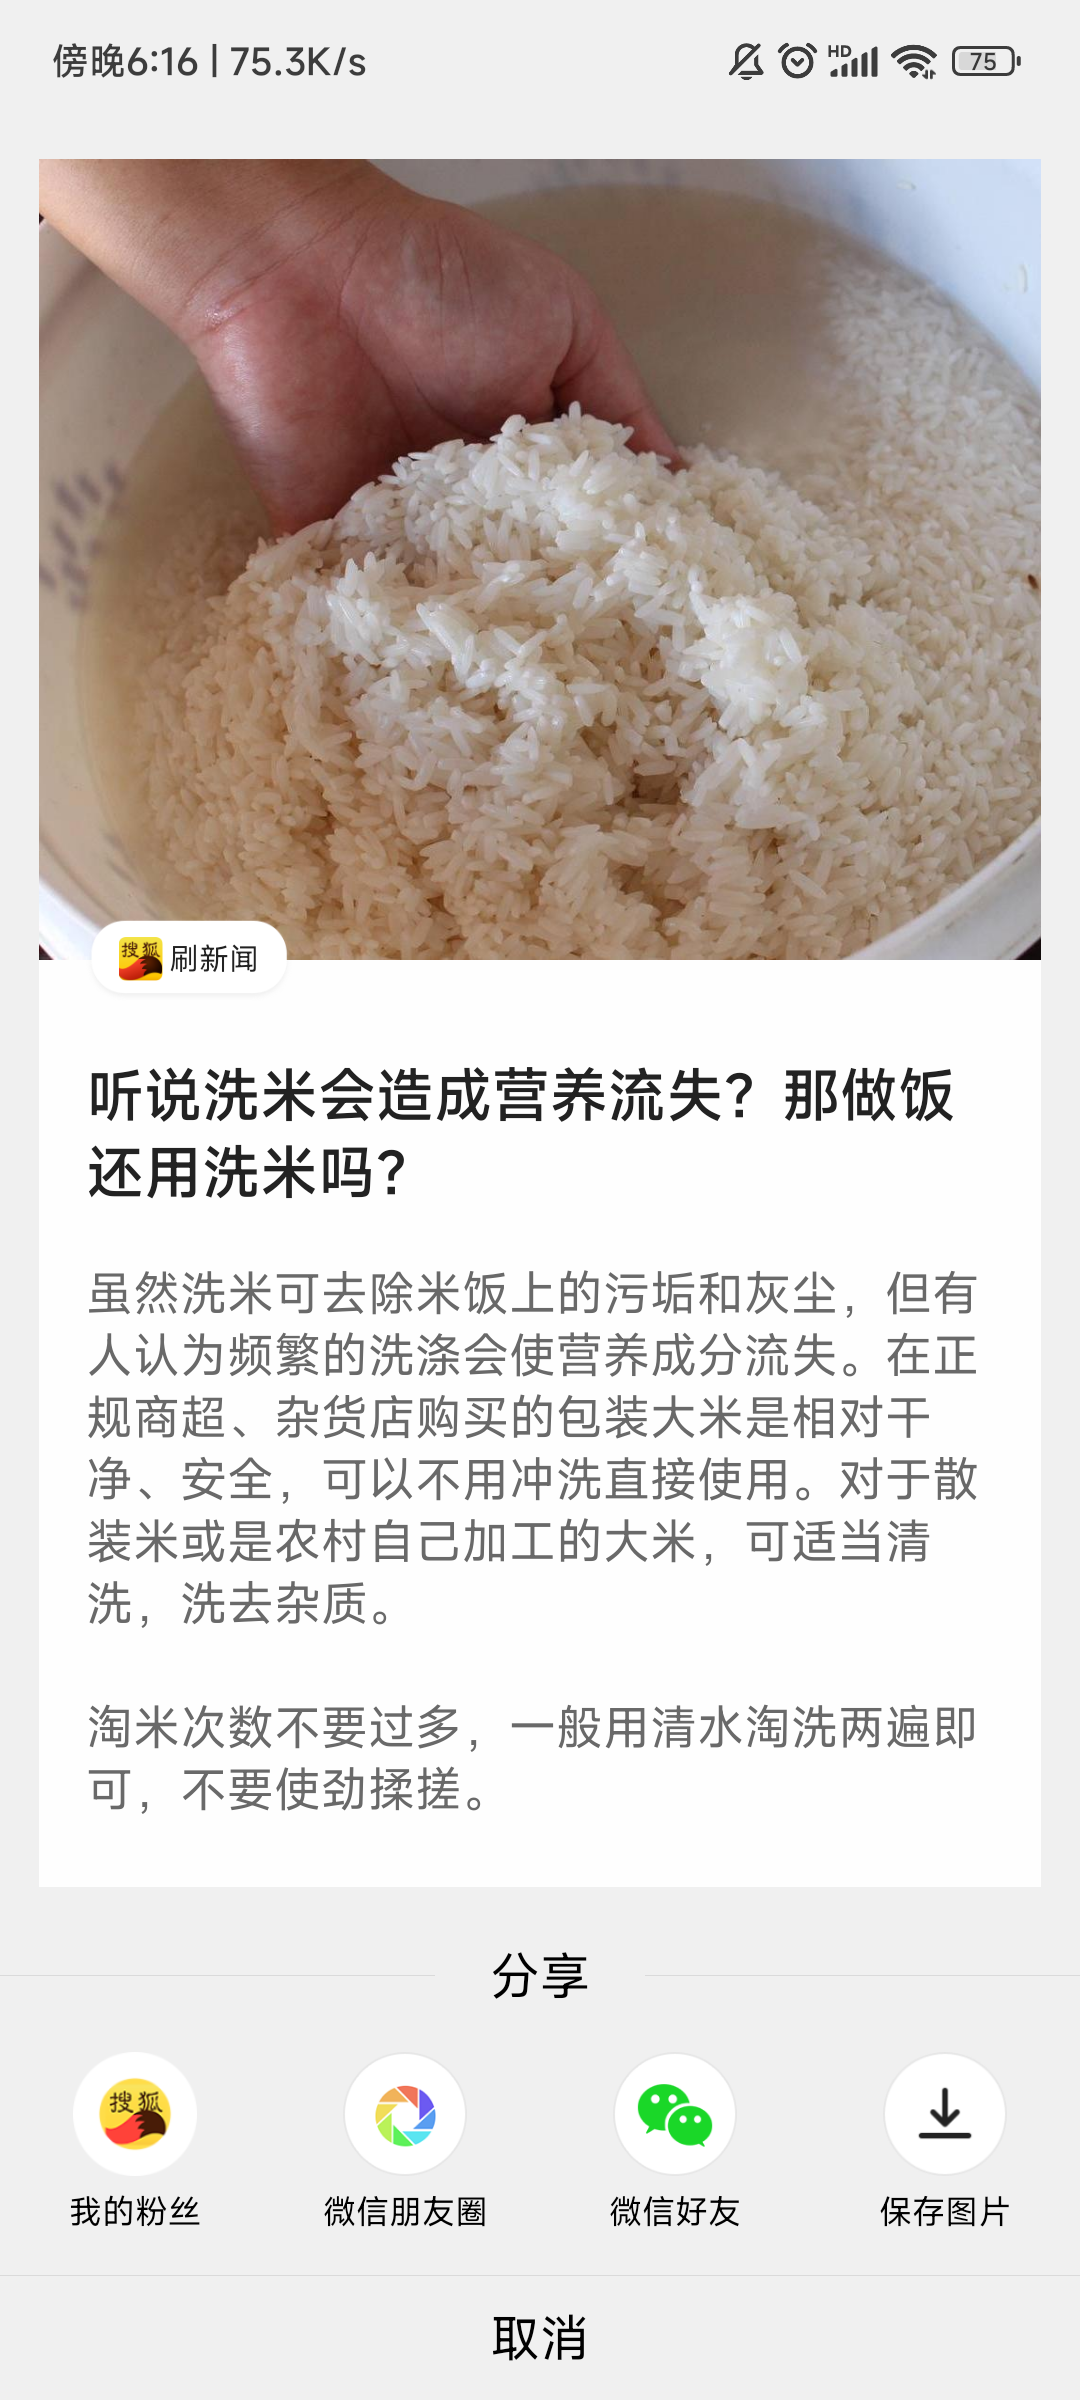 傍晚6:16 | 75.3K/s
HD
75
搜狐 刷新闻
听说洗米会造成营养流失？那做饭
还用洗米吗？
虽然洗米可去除米饭上的污垢和灰尘，但有
人认为频繁的洗涤会使营养成分流失。在正
规商超、杂货店购买的包装大米是相对干
净、安全，可以不用冲洗直接使用。对于散
装米或是农村自己加工的大米，可适当清
洗，洗去杂质。
淘米次数不要过多，一般用清水淘洗两遍即
可，不要使劲揉搓。
分享
搜狐
我的粉丝
微信朋友圈
微信好友
保存图片
取消